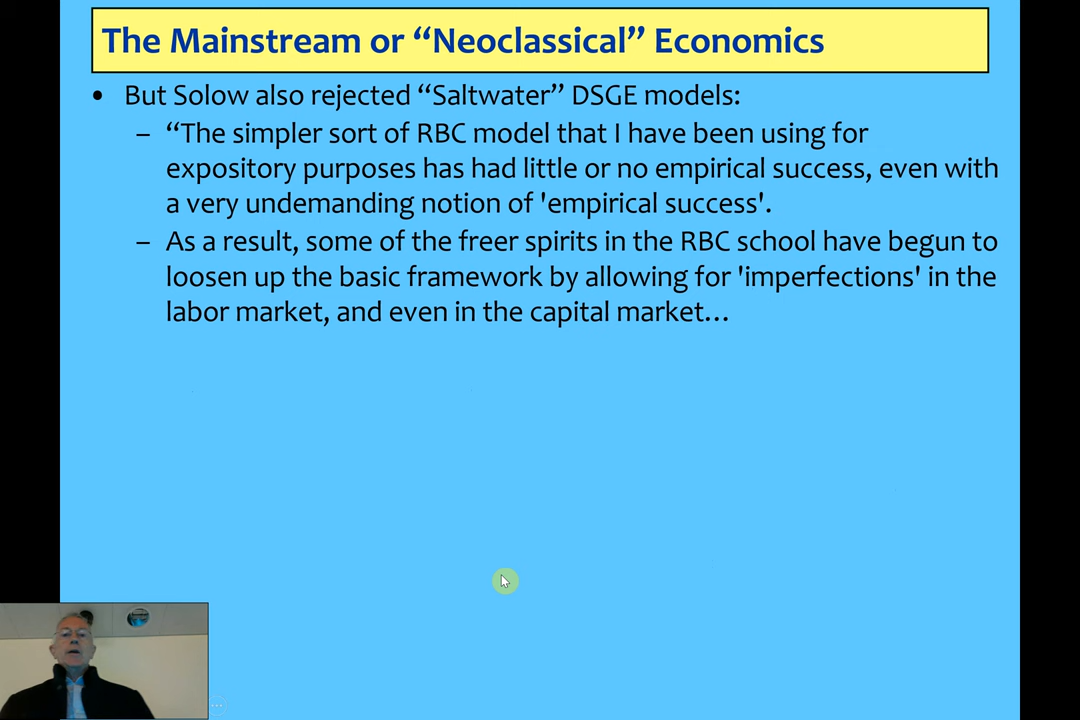 The Mainstream or “Neoclassical” Economics
• But Solow also rejected “Saltwater” DSGE models:
– “The simpler sort of RBC model that I have been using for
expository purposes has had little or no empirical success, even with
a very undemanding notion of 'empirical success'.
– As a result, some of the freer spirits in the RBC school have begun to
loosen up the basic framework by allowing for 'imperfections' in the
labor market, and even in the capital market…